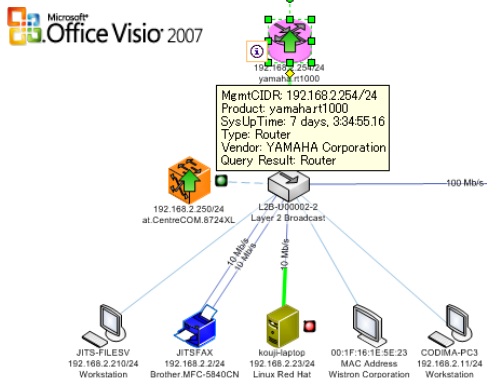 Microsoft®
Office Visio® 2007
192.168.2.254/24
yamaha.rt1000
MgmtCIDR: 192.168.2.254/24
Product: yamaha.rt1000
SysUpTime: 7 days, 3:34:55.16
Type: Router
Vendor: YAMAHA Corporation
Query Result: Router
100 Mb/s
192.168.2.250/24
at.CentreCOM.8724XL
L2B-U00002-2
Layer 2 Broadcast
10 Mb/s
10 Mb/s
10 Mb/s
JITS-FILESV
192.168.2.210/24
Workstation
JITSFAX
192.168.2.2/24
Brother.MFC-5840CN
kouji-laptop
192.168.2.23/24
Linux Red Hat
00:1F:16:1E:5E:23
MAC Address
Wistron Corporation
CODIMA-PC3
192.168.2.11/24
Workstation